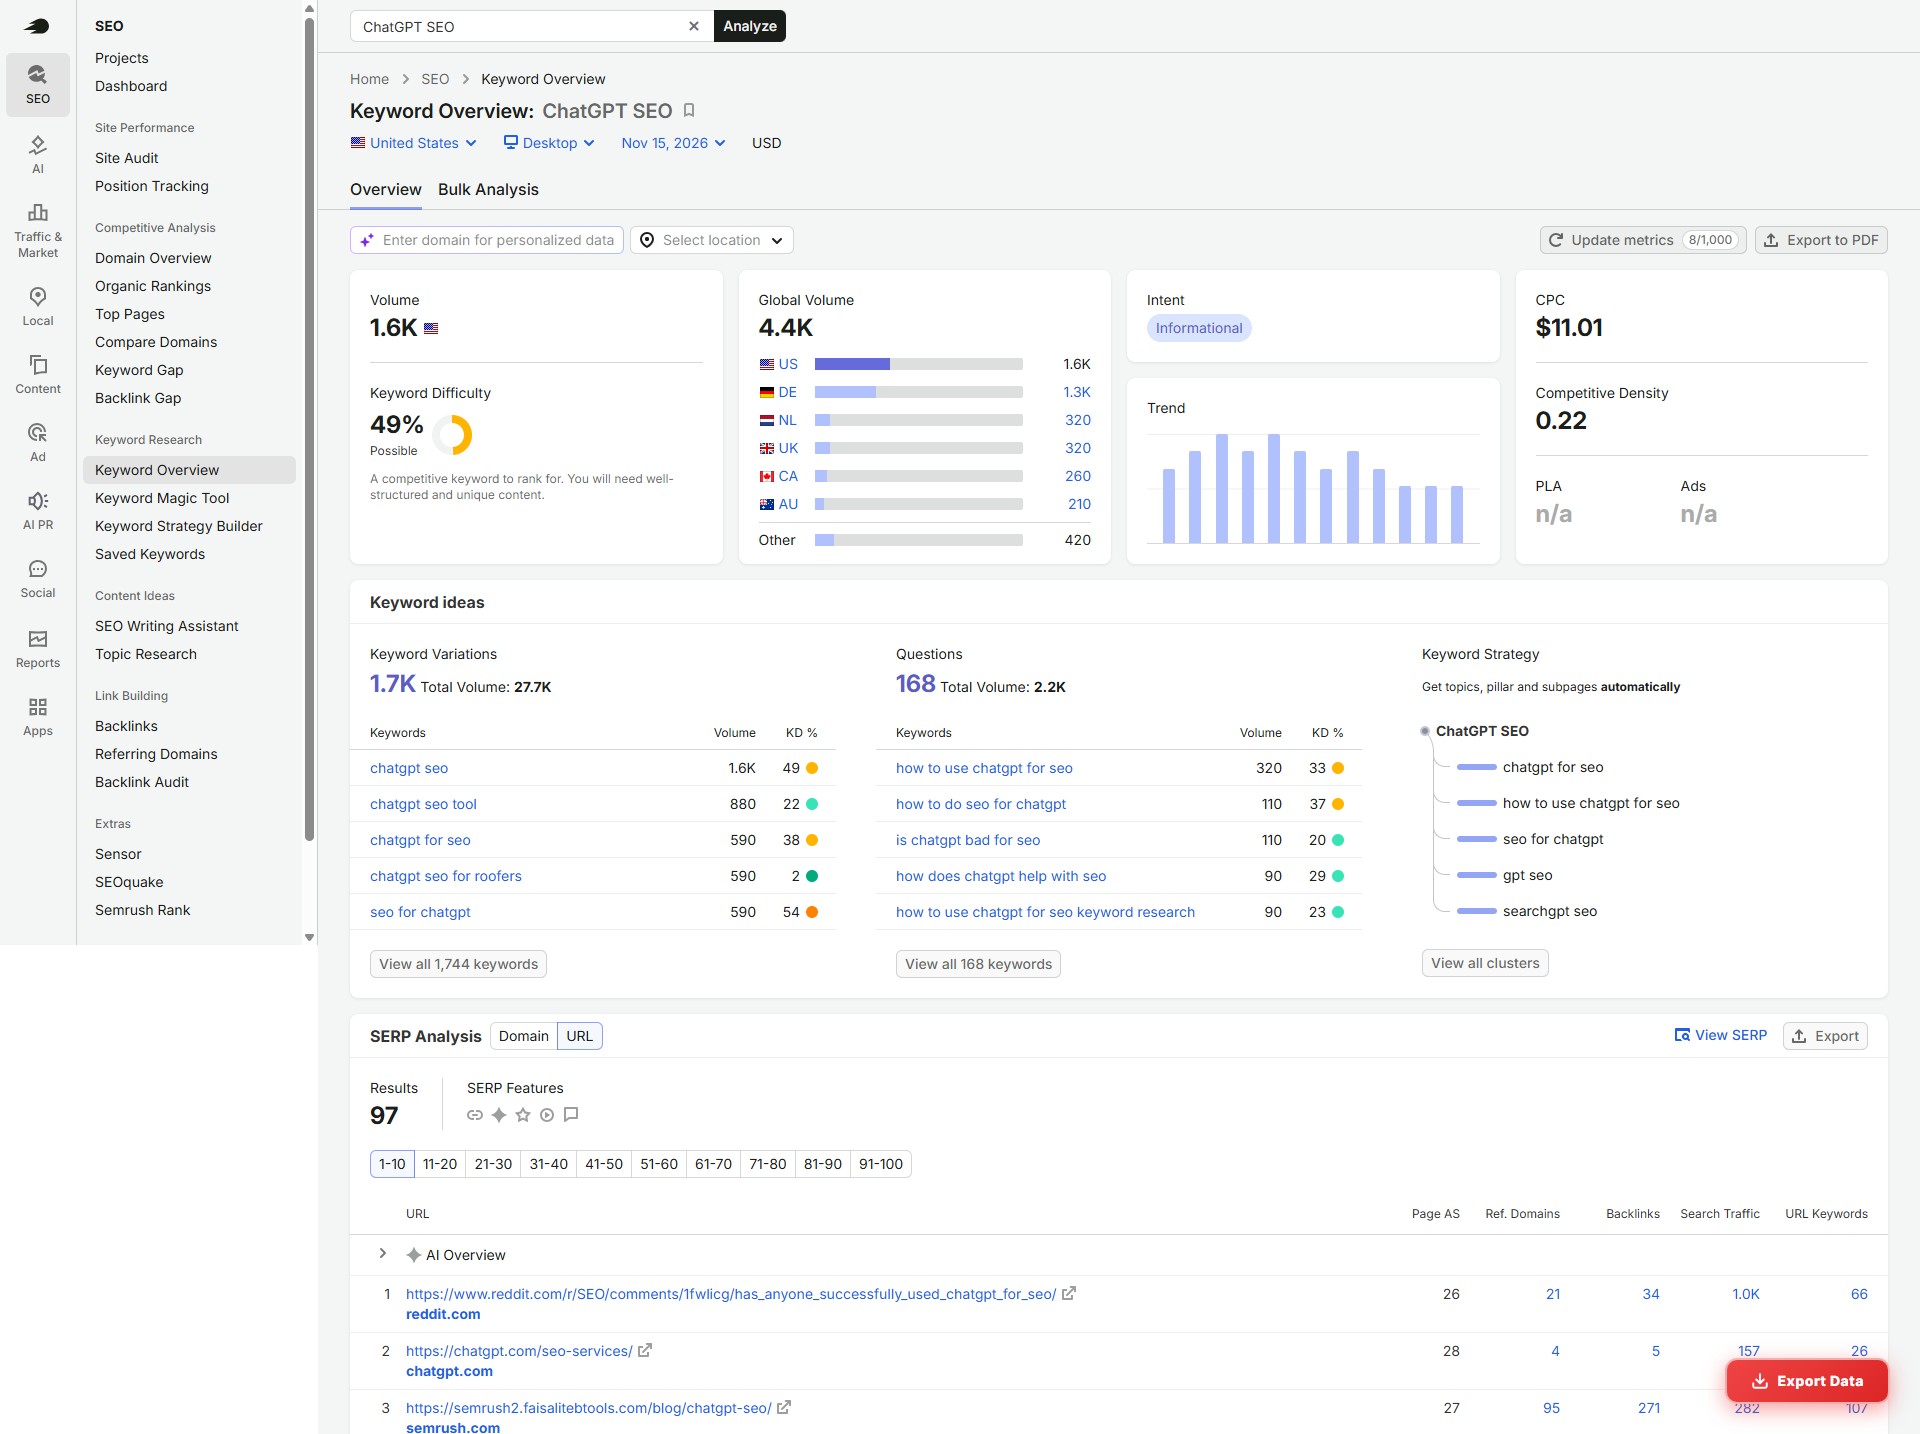 SEO
AI
Traffic &
Market
Local
Content
Ad
AI PR
Social
Reports
Apps
SEO
Projects
Dashboard
Site Performance
Site Audit
Position Tracking
Competitive Analysis
Domain Overview
Organic Rankings
Top Pages
Compare Domains
Keyword Gap
Backlink Gap
Keyword Research
Keyword Overview
Keyword Magic Tool
Keyword Strategy Builder
Saved Keywords
Content Ideas
SEO Writing Assistant
Topic Research
Link Building
Backlinks
Referring Domains
Backlink Audit
Extras
Sensor
SEOquake
Semrush Rank
ChatGPT SEO Analyze
Home SEO Keyword Overview
Keyword Overview: ChatGPT SEO
United States Desktop Nov 15, 2026 USD
Overview Bulk Analysis
Enter domain for personalized data Select location Update metrics 8/1,000 Export to PDF
Volume
1.6K
Keyword Difficulty
49%
Possible
A competitive keyword to rank for. You will need well-
structured and unique content.
Global Volume
4.4K
US 1.6K
DE 1.3K
NL 320
UK 320
CA 260
AU 210
Other 420
Intent
Informational
Trend
CPC
$11.01
Competitive Density
0.22
PLA Ads
n/a n/a
Keyword ideas
Keyword Variations
1.7K Total Volume: 27.7K
Keywords Volume KD %
chatgpt seo 1.6K 49
chatgpt seo tool 880 22
chatgpt for seo 590 38
chatgpt seo for roofers 590 2
seo for chatgpt 590 54
View all 1,744 keywords
Questions
168 Total Volume: 2.2K
Keywords Volume KD %
how to use chatgpt for seo 320 33
how to do seo for chatgpt 110 37
is chatgpt bad for seo 110 20
how does chatgpt help with seo 90 29
how to use chatgpt for seo keyword research 90 23
View all 168 keywords
Keyword Strategy
Get topics, pillar and subpages automatically
ChatGPT SEO
chatgpt for seo
how to use chatgpt for seo
seo for chatgpt
gpt seo
searchgpt seo
View all clusters
SERP Analysis Domain URL View SERP Export
Results SERP Features
97
1-10 11-20 21-30 31-40 41-50 51-60 61-70 71-80 81-90 91-100
URL Page AS Ref. Domains Backlinks Search Traffic URL Keywords
AI Overview
1 https://www.reddit.com/r/SEO/comments/1fwlicg/has_anyone_successfully_used_chatgpt_for_seo/ 26 21 34 1.0K 66
reddit.com
2 https://chatgpt.com/seo-services/ 28 4 5 157 26
chatgpt.com
Export Data
3 https://semrush2.faisalitebtools.com/blog/chatgpt-seo/ 27 95 271 282 107
semrush.com